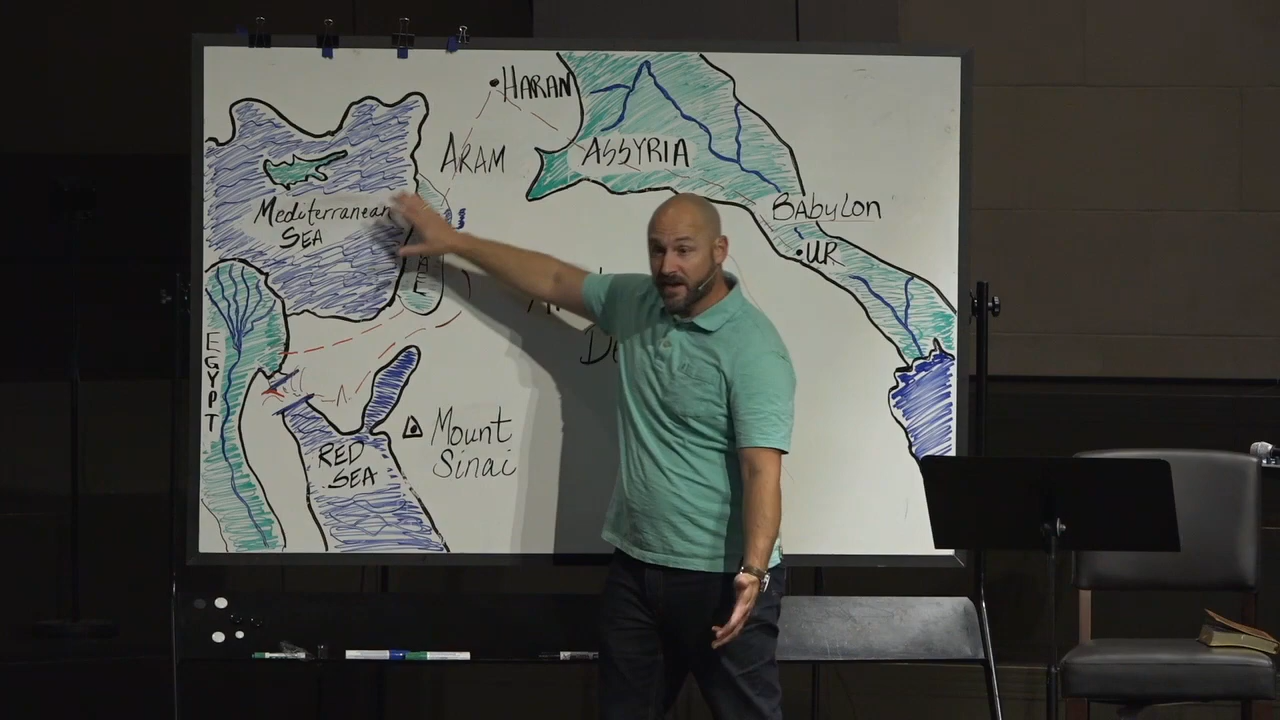 HARAN
ARAM
ASSYRIA
Mediterranean
SEA
BAbyLON
UR
EGYPT
RED
SEA
Mount
Sinai